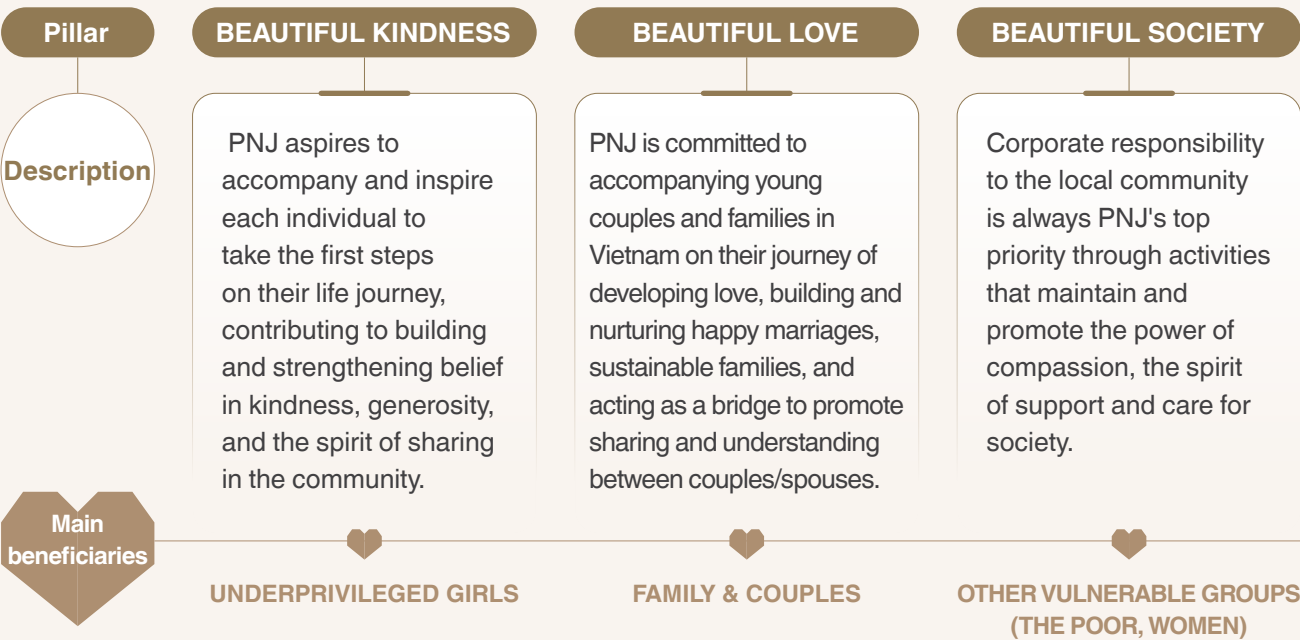 Pillar
BEAUTIFUL KINDNESS
BEAUTIFUL LOVE
BEAUTIFUL SOCIETY
Description
PNJ aspires to
accompany and inspire
each individual to
take the first steps
on their life journey,
contributing to building
and strengthening belief
in kindness, generosity,
and the spirit of sharing
in the community.
PNJ is committed to
accompanying young
couples and families in
Vietnam on their journey of
developing love, building and
nurturing happy marriages,
sustainable families, and
acting as a bridge to promote
sharing and understanding
between couples/spouses.
Corporate responsibility
to the local community
is always PNJ's top
priority through activities
that maintain and
promote the power of
compassion, the spirit
of support and care for
society.
Main
beneficiaries
UNDERPRIVILEGED GIRLS
FAMILY & COUPLES
OTHER VULNERABLE GROUPS
(THE POOR, WOMEN)